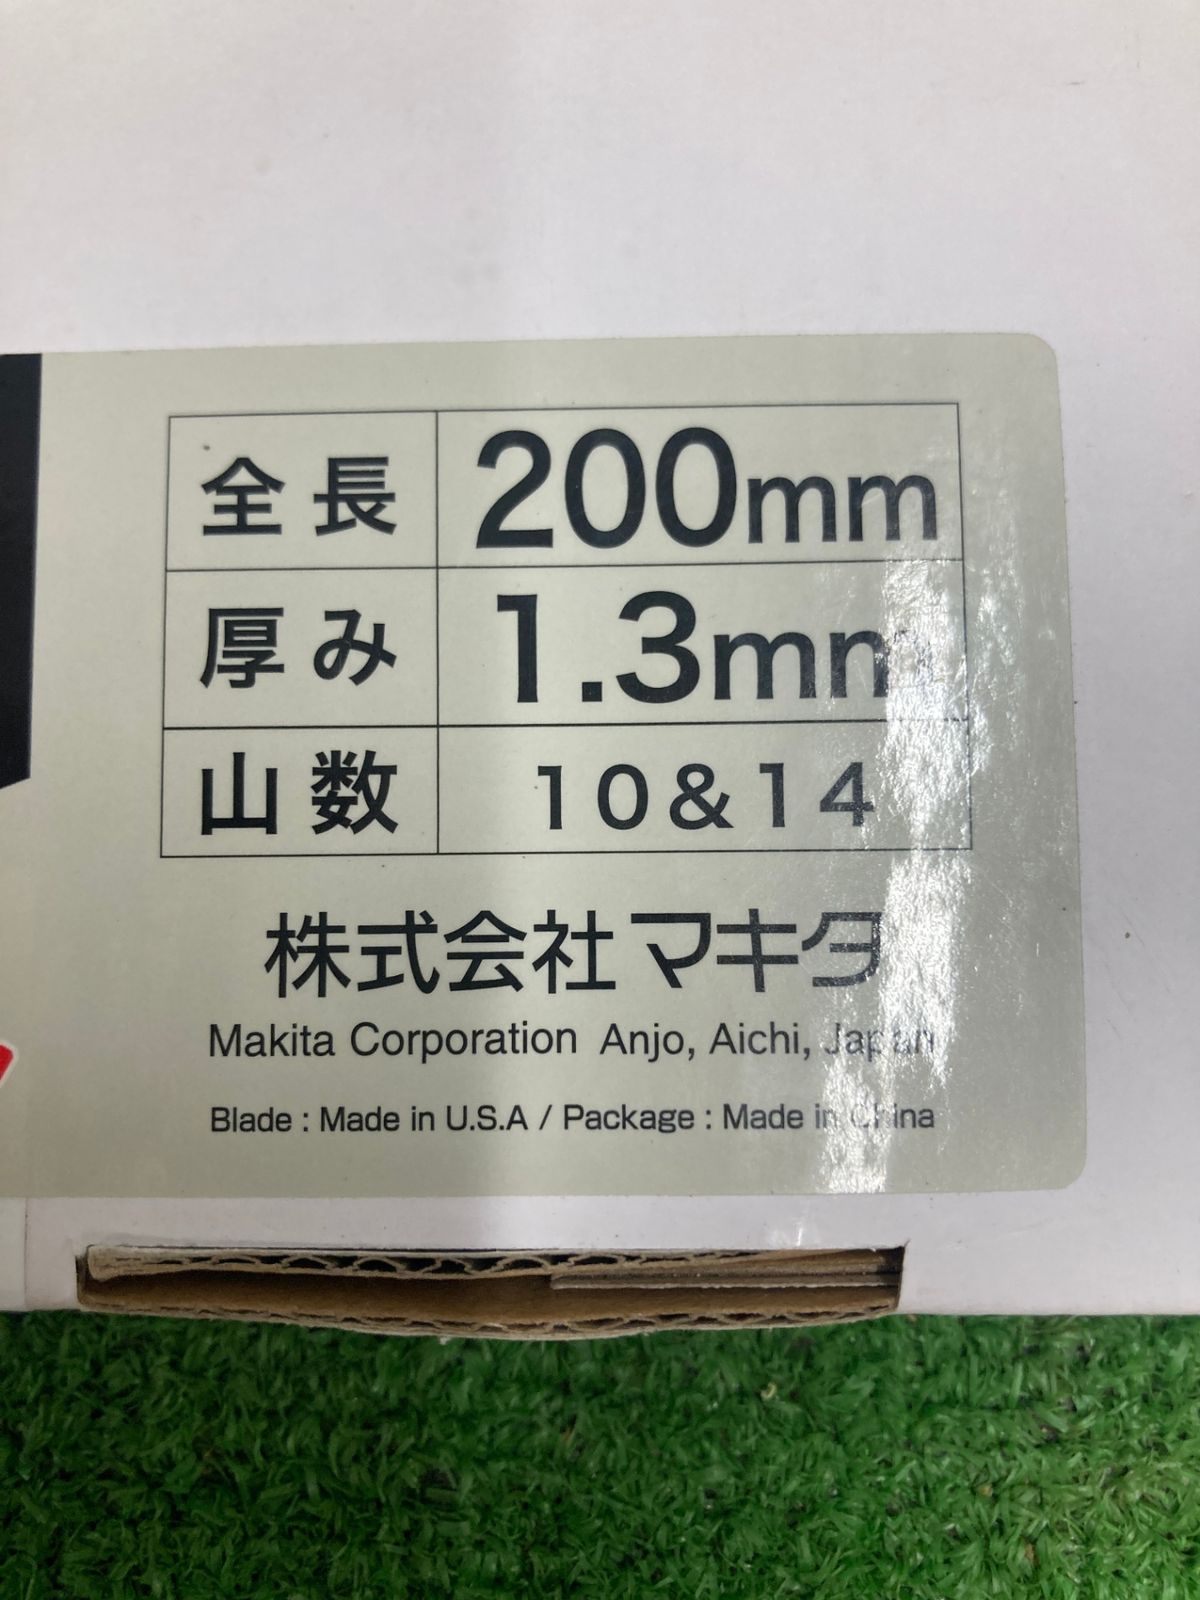 全長 200mm
厚み 1.3mm
山数 10&14
株式会社マキタ
Makita Corporation Anjo, Aichi, Japan
Blade : Made in U.S.A / Package : Made in China